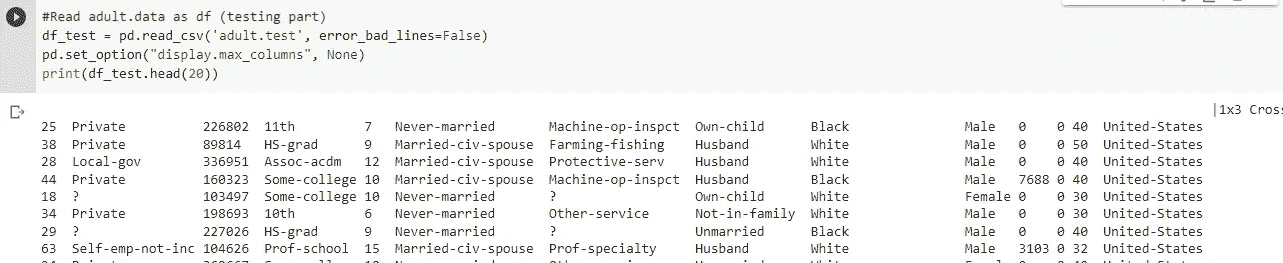 #Read adult.data as df (testing part)
df_test = pd.read_csv('adult.test', error_bad_lines=False)
pd.set_option("display.max_columns", None)
print(df_test.head(20))
|1x3 Cross
25 Private 226802 11th 7 Never-married Machine-op-inspct Own-child Black Male 0 0 40 United-States
38 Private 89814 HS-grad 9 Married-civ-spouse Farming-fishing Husband White Male 0 0 50 United-States
28 Local-gov 336951 Assoc-acdm 12 Married-civ-spouse Protective-serv Husband White Male 0 0 40 United-States
44 Private 160323 Some-college 10 Married-civ-spouse Machine-op-inspct Husband Black Male 7688 0 40 United-States
18 ? 103497 Some-college 10 Never-married ? Own-child White Female 0 0 30 United-States
34 Private 198693 10th 6 Never-married Other-service Not-in-family White Male 0 0 30 United-States
29 ? 227026 HS-grad 9 Never-married ? Unmarried Black Male 0 0 40 United-States
63 Self-emp-not-inc 104626 Prof-school 15 Married-civ-spouse Prof-specialty Husband White Male 3103 0 32 United-States